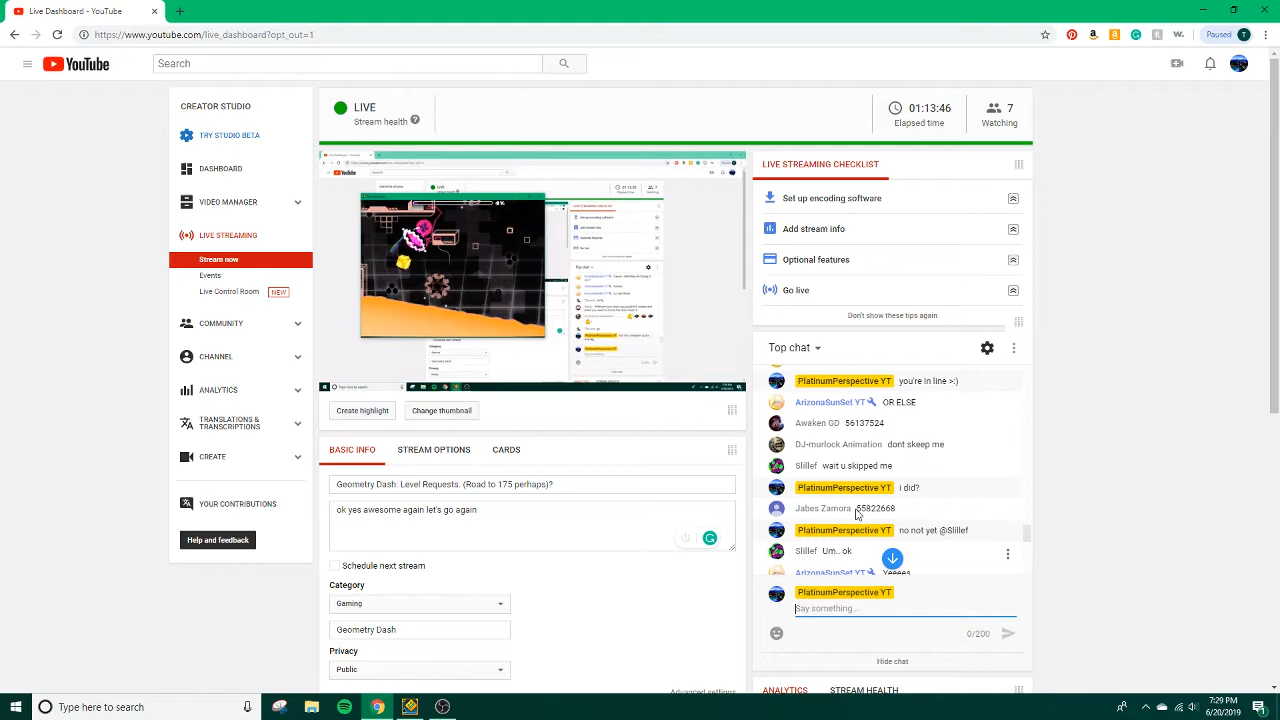 Live Dashboard - YouTube
https://www.youtube.com/live_dashboard?opt_out=1
Paused
T
YouTube
Search
CREATOR STUDIO
TRY STUDIO BETA
DASHBOARD
VIDEO MANAGER
LIVE STREAMING
Stream now
Events
Live Control Room NEW
COMMUNITY
CHANNEL
ANALYTICS
TRANSLATIONS &
TRANSCRIPTIONS
CREATE
YOUR CONTRIBUTIONS
Help and feedback
LIVE
Stream health
01:13:46
Elapsed time
7
Watching
Create highlight
Change thumbnail
BASIC INFO
STREAM OPTIONS
CARDS
Geometry Dash: Level Requests. (Road to 175 perhaps)?
ok yes awesome again let's go again
Schedule next stream
Category
Gaming
Geometry Dash
Privacy
Public
Advanced settings
LIVE STREAMING CHECKLIST
Set up encoding software
Add stream info
Optional features
Go live
Don't show these tips again
Top chat
PlatinumPerspective YT you're in line >:)
ArizonaSunSet YT OR ELSE
Awaken GD 56137524
DJ-murlock Animation dont skeep me
Slillef wait u skipped me
PlatinumPerspective YT i did?
Jabes Zamora 55822668
PlatinumPerspective YT no not yet @Slillef
Slillef Um.. ok
ArizonaSunSet YT Yeeees
PlatinumPerspective YT
Say something...
0/200
Hide chat
ANALYTICS
STREAM HEALTH
Type here to search
7:29 PM
6/20/2019